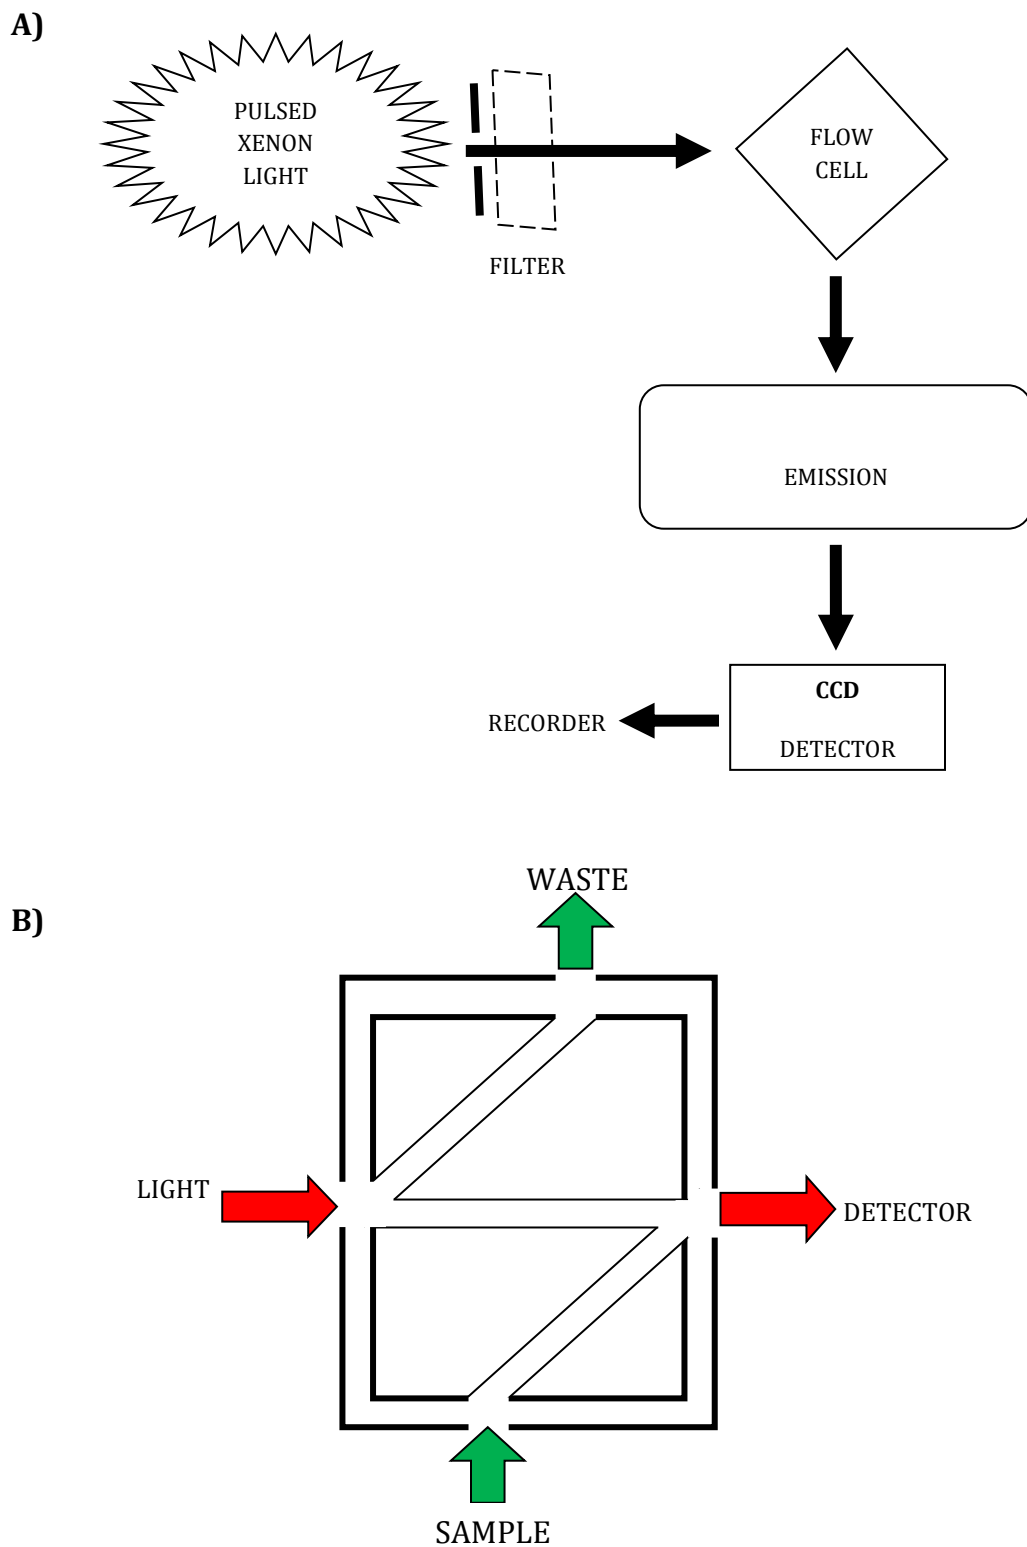 A)
PULSED
XENON
LIGHT
FILTER
FLOW
CELL
EMISSION
CCD
DETECTOR
RECORDER
B)
WASTE
LIGHT
DETECTOR
SAMPLE